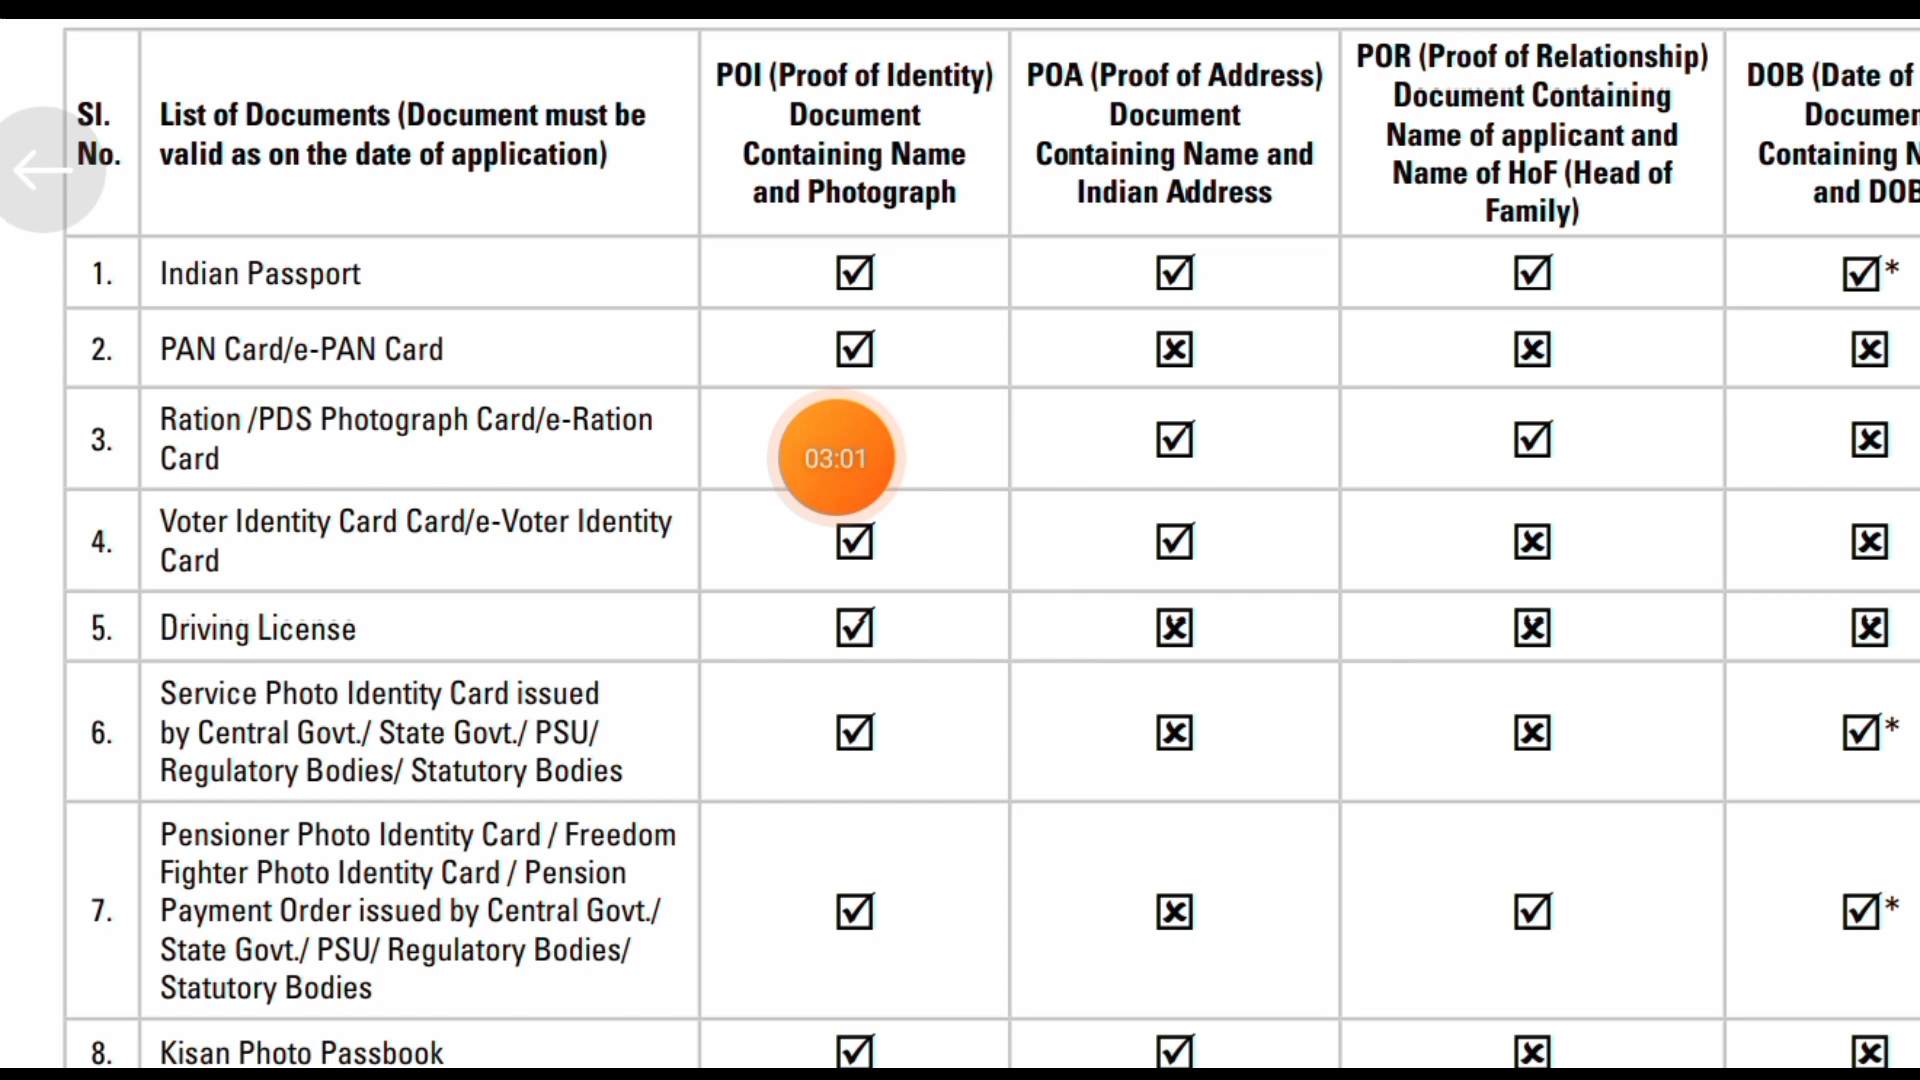 Sl.
No.
List of Documents (Document must be
valid as on the date of application)
POI (Proof of Identity)
Document
Containing Name
and Photograph
POA (Proof of Address)
Document
Containing Name and
Indian Address
POR (Proof of Relationship)
Document Containing
Name of applicant and
Name of HoF (Head of
Family)
DOB (Date of
Documen
Containing N
and DOB
1.
Indian Passport
*
2.
PAN Card/e-PAN Card
3.
Ration /PDS Photograph Card/e-Ration
Card
03:01
4.
Voter Identity Card Card/e-Voter Identity
Card
5.
Driving License
6.
Service Photo Identity Card issued
by Central Govt./ State Govt./ PSU/
Regulatory Bodies/ Statutory Bodies
*
7.
Pensioner Photo Identity Card / Freedom
Fighter Photo Identity Card / Pension
Payment Order issued by Central Govt./
State Govt./ PSU/ Regulatory Bodies/
Statutory Bodies
*
8.
Kisan Photo Passbook